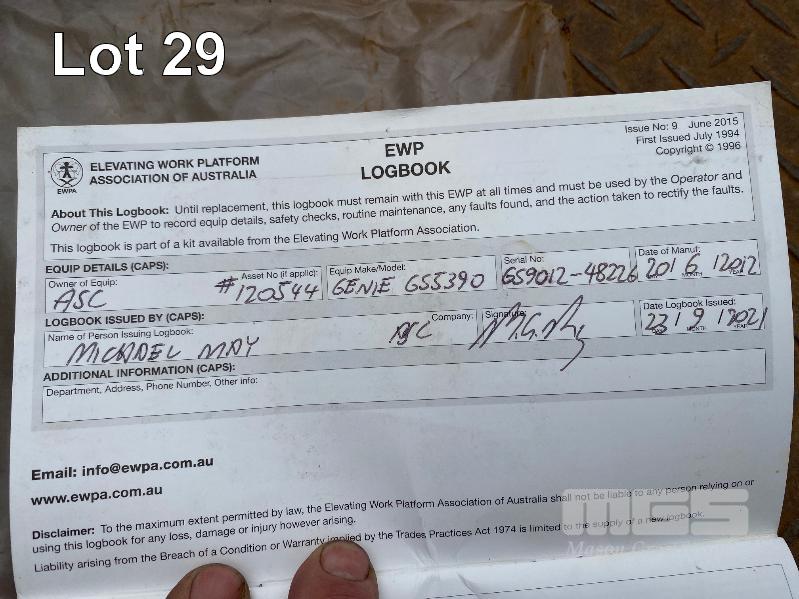 Lot 29
Issue No: 9 June 2015
First Issued July 1994
Copyright © 1996
EWPA
ELEVATING WORK PLATFORM
ASSOCIATION OF AUSTRALIA
EWP
LOGBOOK
About This Logbook: Until replacement, this logbook must remain with this EWP at all times and must be used by the Operator and
Owner of the EWP to record equip details, safety checks, routine maintenance, any faults found, and the action taken to rectify the faults.
This logbook is part of a kit available from the Elevating Work Platform Association.
EQUIP DETAILS (CAPS):
Owner of Equip: Asset No (if applic): Equip Make/Model: Serial No: Date of Manuf:
ASC #120544 GENIE GS5390 GS9012-48226 2016 12012
MONTH YEAR
LOGBOOK ISSUED BY (CAPS):
Name of Person Issuing Logbook: Company: Signature: Date Logbook Issued:
MICHAEL MAY ASC 23/9/2021
DAY MONTH YEAR
ADDITIONAL INFORMATION (CAPS):
Department, Address, Phone Number, Other info:
Email: info@ewpa.com.au
www.ewpa.com.au
Disclaimer: To the maximum extent permitted by law, the Elevating Work Platform Association of Australia shall not be liable to any person relying on or
using this logbook for any loss, damage or injury however arising.
Liability arising from the Breach of a Condition or Warranty implied by the Trades Practices Act 1974 is limited to the supply of a new logbook.
MGS
Mason